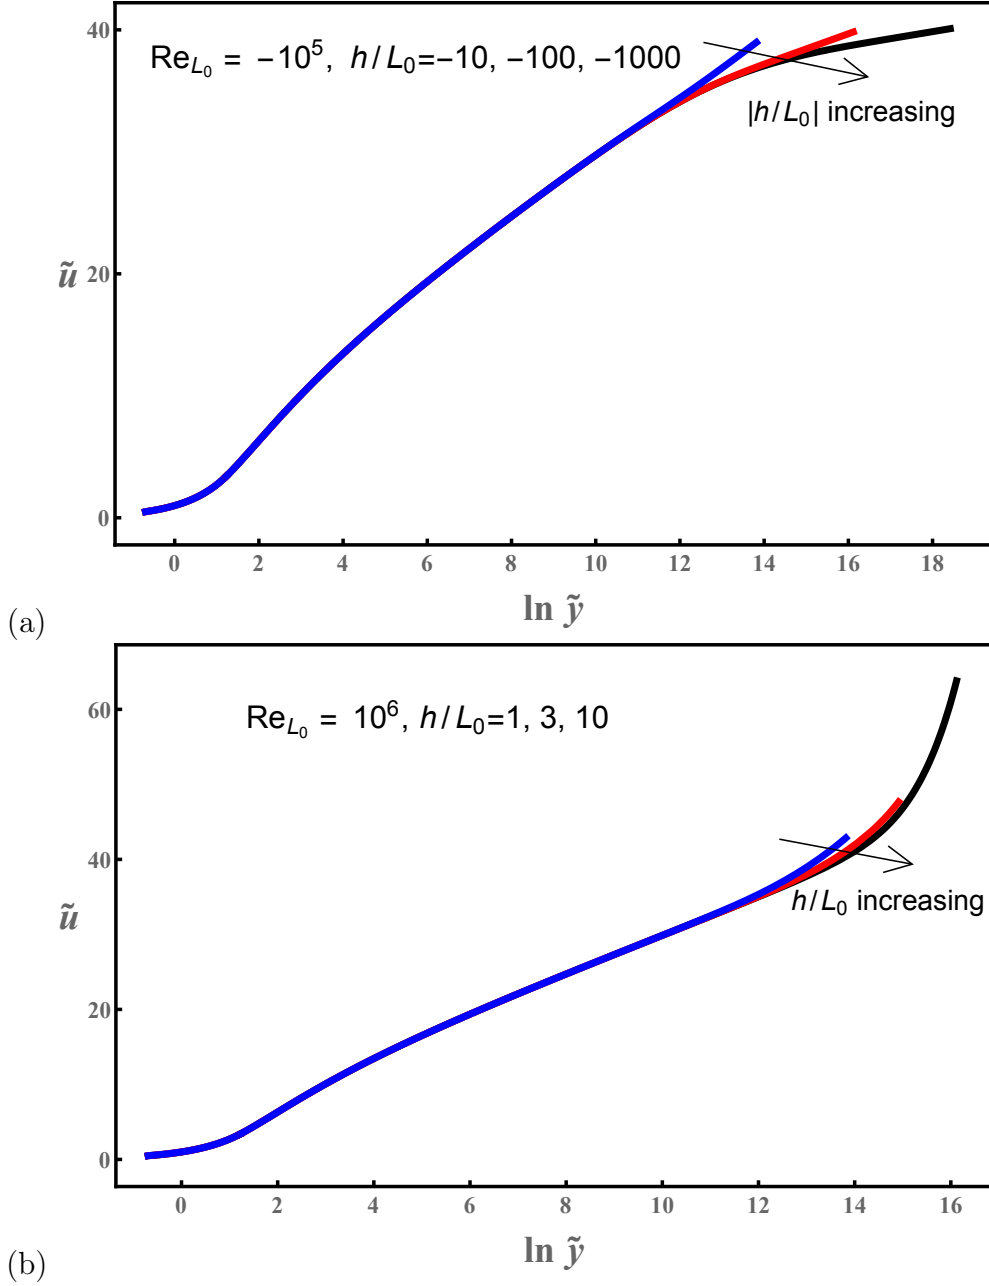 40
Re_{L_0} = −10^5, h/L_0=−10, −100, −1000
|h/L_0| increasing
ũ 20
0
0 2 4 6 8 10 12 14 16 18
ln ỹ
(a)
60
Re_{L_0} = 10^6, h/L_0=1, 3, 10
40
h/L_0 increasing
ũ
20
0
0 2 4 6 8 10 12 14 16
ln ỹ
(b)